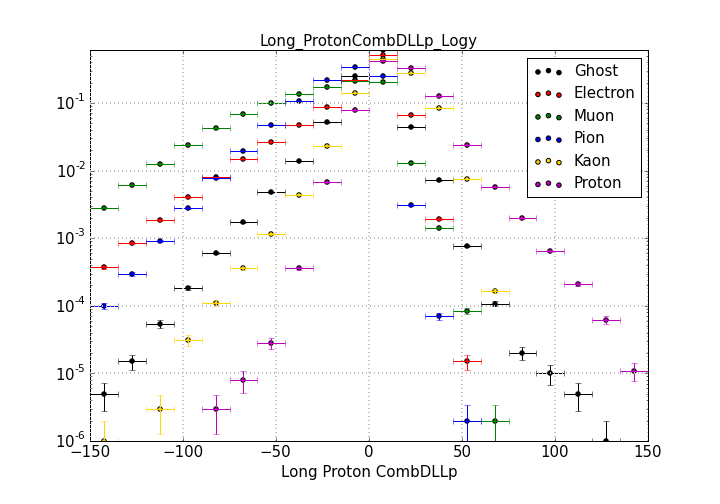 Long_ProtonCombDLLp_Logy
Ghost
Electron
Muon
Pion
Kaon
Proton
10^-1
10^-2
10^-3
10^-4
10^-5
10^-6
−150 −100 −50 0 50 100 150
Long Proton CombDLLp